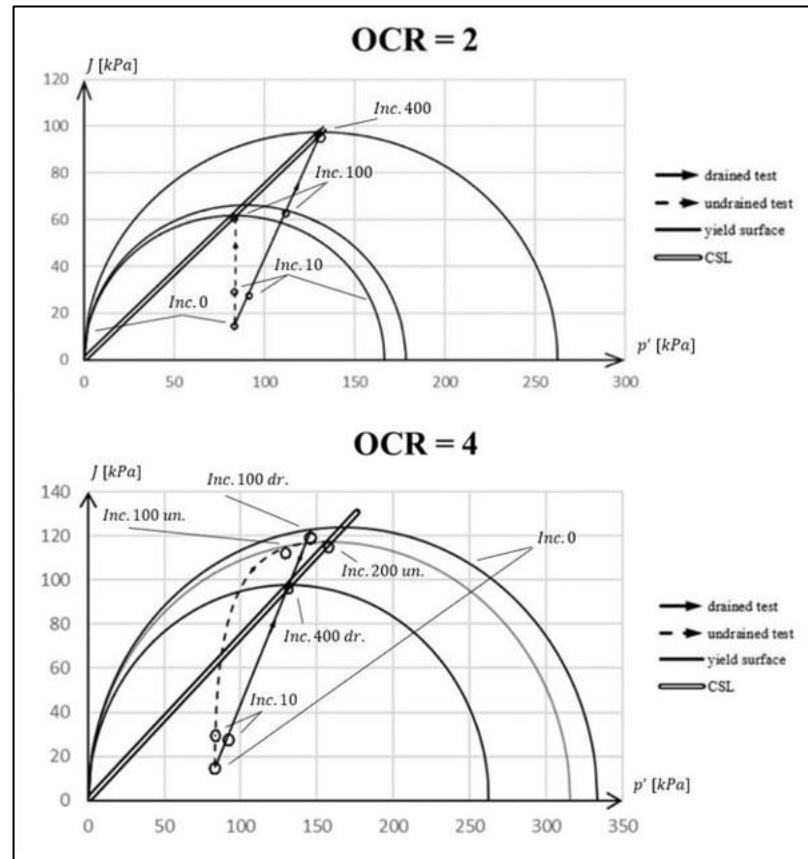 OCR = 2
J [kPa]
120
100
80
60
40
20
0
0 50 100 150 200 250 300
p' [kPa]
Inc. 400
Inc. 100
Inc. 10
Inc. 0
drained test
undrained test
yield surface
CSL
OCR = 4
J [kPa]
140
120
100
80
60
40
20
0
0 50 100 150 200 250 300 350
p' [kPa]
Inc. 100 dr.
Inc. 100 un.
Inc. 0
Inc. 200 un.
Inc. 400 dr.
Inc. 10
drained test
undrained test
yield surface
CSL